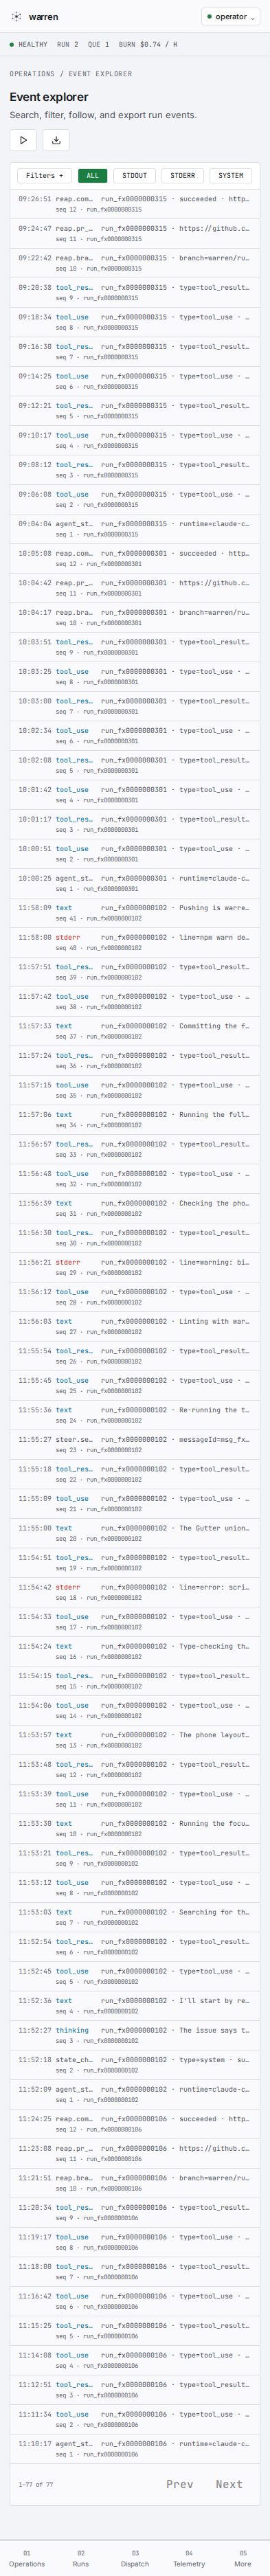 warren
operator
HEALTHY RUN 2 QUE 1 BURN $0.74 / H
OPERATIONS / EVENT EXPLORER
Event explorer
Search, filter, and export run events.
Filters + ALL STDOUT STDERR SYSTEM
09:26:51 reap.com… run_fx0000000315 · succeeded · http…
seq 12 · run_fx0000000315
09:24:47 reap.pr_… run_fx0000000315 · https://github.c…
seq 11 · run_fx0000000315
09:22:42 reap.bra… run_fx0000000315 · branch=warren/ru…
seq 10 · run_fx0000000315
09:20:38 tool_res… run_fx0000000315 · type=tool_result…
seq 9 · run_fx0000000315
09:18:34 tool_use run_fx0000000315 · type=tool_use · …
seq 8 · run_fx0000000315
09:16:30 tool_res… run_fx0000000315 · type=tool_result…
seq 7 · run_fx0000000315
09:14:25 tool_use run_fx0000000315 · type=tool_use · …
seq 6 · run_fx0000000315
09:12:21 tool_res… run_fx0000000315 · type=tool_result…
seq 5 · run_fx0000000315
09:10:17 tool_use run_fx0000000315 · type=tool_use · …
seq 4 · run_fx0000000315
09:08:12 tool_res… run_fx0000000315 · type=tool_result…
seq 3 · run_fx0000000315
09:06:08 tool_use run_fx0000000315 · type=tool_use · …
seq 2 · run_fx0000000315
09:04:04 agent_st… run_fx0000000315 · runtime=claude-c…
seq 1 · run_fx0000000315
10:05:08 reap.com… run_fx0000000301 · succeeded · http…
seq 12 · run_fx0000000301
10:04:42 reap.pr_… run_fx0000000301 · https://github.c…
seq 11 · run_fx0000000301
10:04:17 reap.bra… run_fx0000000301 · branch=warren/ru…
seq 10 · run_fx0000000301
10:03:51 tool_res… run_fx0000000301 · type=tool_result…
seq 9 · run_fx0000000301
10:03:25 tool_use run_fx0000000301 · type=tool_use · …
seq 8 · run_fx0000000301
10:03:00 tool_res… run_fx0000000301 · type=tool_result…
seq 7 · run_fx0000000301
10:02:34 tool_use run_fx0000000301 · type=tool_use · …
seq 6 · run_fx0000000301
10:02:08 tool_res… run_fx0000000301 · type=tool_result…
seq 5 · run_fx0000000301
10:01:42 tool_use run_fx0000000301 · type=tool_use · …
seq 4 · run_fx0000000301
10:01:17 tool_res… run_fx0000000301 · type=tool_result…
seq 3 · run_fx0000000301
10:00:51 tool_use run_fx0000000301 · type=tool_use · …
seq 2 · run_fx0000000301
10:00:25 agent_st… run_fx0000000301 · runtime=claude-c…
seq 1 · run_fx0000000301
11:58:09 text run_fx0000000102 · Pushing is warre…
seq 41 · run_fx0000000102
11:58:00 stderr run_fx0000000102 · line=npm warn de…
seq 40 · run_fx0000000102
11:57:51 tool_res… run_fx0000000102 · type=tool_result…
seq 39 · run_fx0000000102
11:57:42 tool_use run_fx0000000102 · type=tool_use · …
seq 38 · run_fx0000000102
11:57:33 text run_fx0000000102 · Committing the f…
seq 37 · run_fx0000000102
11:57:24 tool_res… run_fx0000000102 · type=tool_result…
seq 36 · run_fx0000000102
11:57:15 tool_use run_fx0000000102 · type=tool_use · …
seq 35 · run_fx0000000102
11:57:06 text run_fx0000000102 · Running the full…
seq 34 · run_fx0000000102
11:56:57 tool_res… run_fx0000000102 · type=tool_result…
seq 33 · run_fx0000000102
11:56:48 tool_use run_fx0000000102 · type=tool_use · …
seq 32 · run_fx0000000102
11:56:39 text run_fx0000000102 · Checking the pho…
seq 31 · run_fx0000000102
11:56:30 tool_res… run_fx0000000102 · type=tool_result…
seq 30 · run_fx0000000102
11:56:21 stderr run_fx0000000102 · line=warning: bi…
seq 29 · run_fx0000000102
11:56:12 tool_use run_fx0000000102 · type=tool_use · …
seq 28 · run_fx0000000102
11:56:03 text run_fx0000000102 · Linting with war…
seq 27 · run_fx0000000102
11:55:54 tool_res… run_fx0000000102 · type=tool_result…
seq 26 · run_fx0000000102
11:55:45 tool_use run_fx0000000102 · type=tool_use · …
seq 25 · run_fx0000000102
11:55:36 text run_fx0000000102 · Re-running the t…
seq 24 · run_fx0000000102
11:55:27 steer.se… run_fx0000000102 · messageId=msg_fx…
seq 23 · run_fx0000000102
11:55:18 tool_res… run_fx0000000102 · type=tool_result…
seq 22 · run_fx0000000102
11:55:09 tool_use run_fx0000000102 · type=tool_use · …
seq 21 · run_fx0000000102
11:55:00 text run_fx0000000102 · The Gutter union…
seq 20 · run_fx0000000102
11:54:51 tool_res… run_fx0000000102 · type=tool_result…
seq 19 · run_fx0000000102
11:54:42 stderr run_fx0000000102 · line=error: scri…
seq 18 · run_fx0000000102
11:54:33 tool_use run_fx0000000102 · type=tool_use · …
seq 17 · run_fx0000000102
11:54:24 text run_fx0000000102 · Type-checking th…
seq 16 · run_fx0000000102
11:54:15 tool_res… run_fx0000000102 · type=tool_result…
seq 15 · run_fx0000000102
11:54:06 tool_use run_fx0000000102 · type=tool_use · …
seq 14 · run_fx0000000102
11:53:57 text run_fx0000000102 · The phone layout…
seq 13 · run_fx0000000102
11:53:48 tool_res… run_fx0000000102 · type=tool_result…
seq 12 · run_fx0000000102
11:53:39 tool_use run_fx0000000102 · type=tool_use · …
seq 11 · run_fx0000000102
11:53:30 text run_fx0000000102 · Running the focu…
seq 10 · run_fx0000000102
11:53:21 tool_res… run_fx0000000102 · type=tool_result…
seq 9 · run_fx0000000102
11:53:12 tool_use run_fx0000000102 · type=tool_use · …
seq 8 · run_fx0000000102
11:53:03 text run_fx0000000102 · Searching for th…
seq 7 · run_fx0000000102
11:52:54 tool_res… run_fx0000000102 · type=tool_result…
seq 6 · run_fx0000000102
11:52:45 tool_use run_fx0000000102 · type=tool_use · …
seq 5 · run_fx0000000102
11:52:36 text run_fx0000000102 · I'll start by re…
seq 4 · run_fx0000000102
11:52:27 thinking run_fx0000000102 · The issue says t…
seq 3 · run_fx0000000102
11:52:18 state_ch… run_fx0000000102 · type=system · su…
seq 2 · run_fx0000000102
11:52:09 agent_st… run_fx0000000102 · runtime=claude-c…
seq 1 · run_fx0000000102
11:24:25 reap.com… run_fx0000000106 · succeeded · http…
seq 12 · run_fx0000000106
11:23:08 reap.pr_… run_fx0000000106 · https://github.c…
seq 11 · run_fx0000000106
11:21:51 reap.bra… run_fx0000000106 · branch=warren/ru…
seq 10 · run_fx0000000106
11:20:34 tool_res… run_fx0000000106 · type=tool_result…
seq 9 · run_fx0000000106
11:19:17 tool_use run_fx0000000106 · type=tool_use · …
seq 8 · run_fx0000000106
11:18:00 tool_res… run_fx0000000106 · type=tool_result…
seq 7 · run_fx0000000106
11:16:42 tool_use run_fx0000000106 · type=tool_use · …
seq 6 · run_fx0000000106
11:15:25 tool_res… run_fx0000000106 · type=tool_result…
seq 5 · run_fx0000000106
11:14:08 tool_use run_fx0000000106 · type=tool_use · …
seq 4 · run_fx0000000106
11:12:51 tool_res… run_fx0000000106 · type=tool_result…
seq 3 · run_fx0000000106
11:11:34 tool_use run_fx0000000106 · type=tool_use · …
seq 2 · run_fx0000000106
11:10:17 agent_st… run_fx0000000106 · runtime=claude-c…
seq 1 · run_fx0000000106
1-77 of 77 Prev Next
01 02 03 04 05
Operations Runs Dispatch Telemetry More